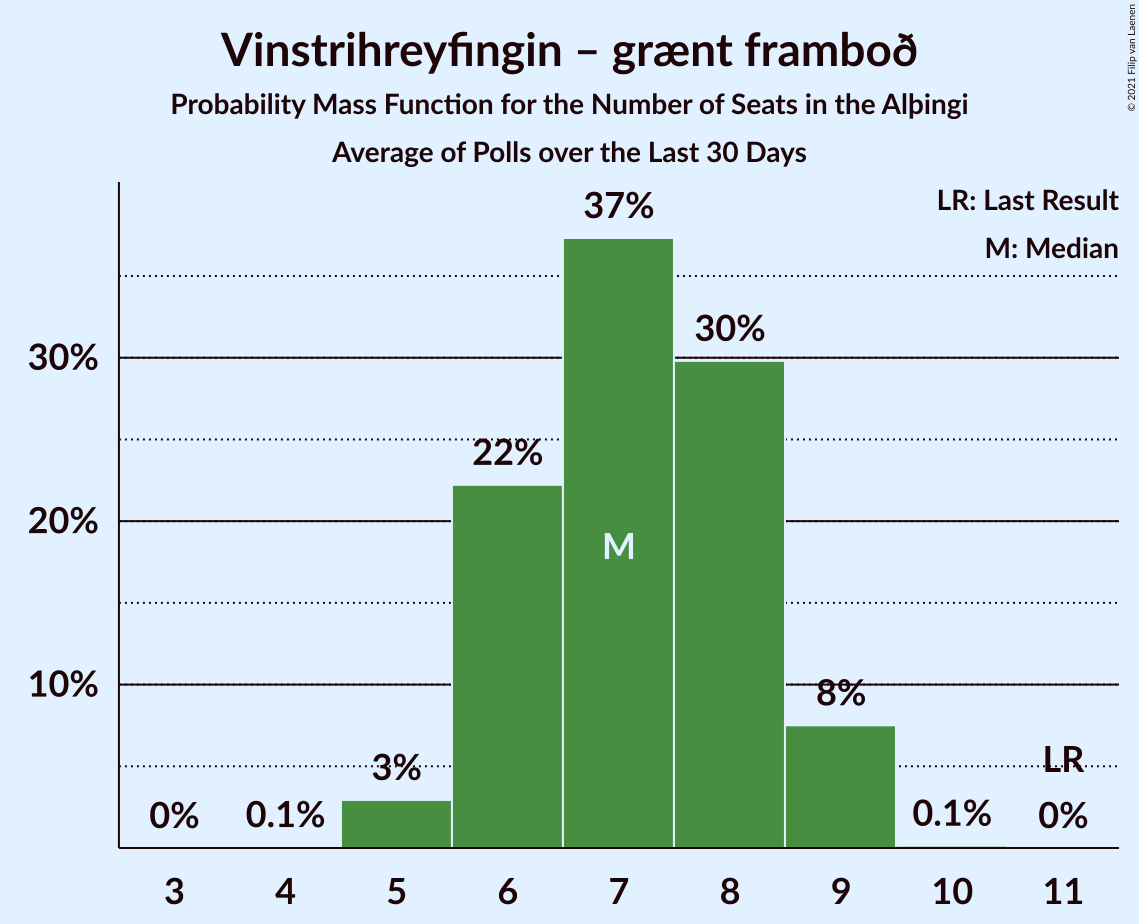 Vinstrihreyfingin – grænt framboð
Probability Mass Function for the Number of Seats in the Alþingi
Average of Polls over the Last 30 Days
© 2021 Filip van Laenen
LR: Last Result
M: Median
37%
30%
30%
22%
20%
M
10%
8%
3%
LR
0%
0.1%
0.1%
0%
3 4 5 6 7 8 9 10 11